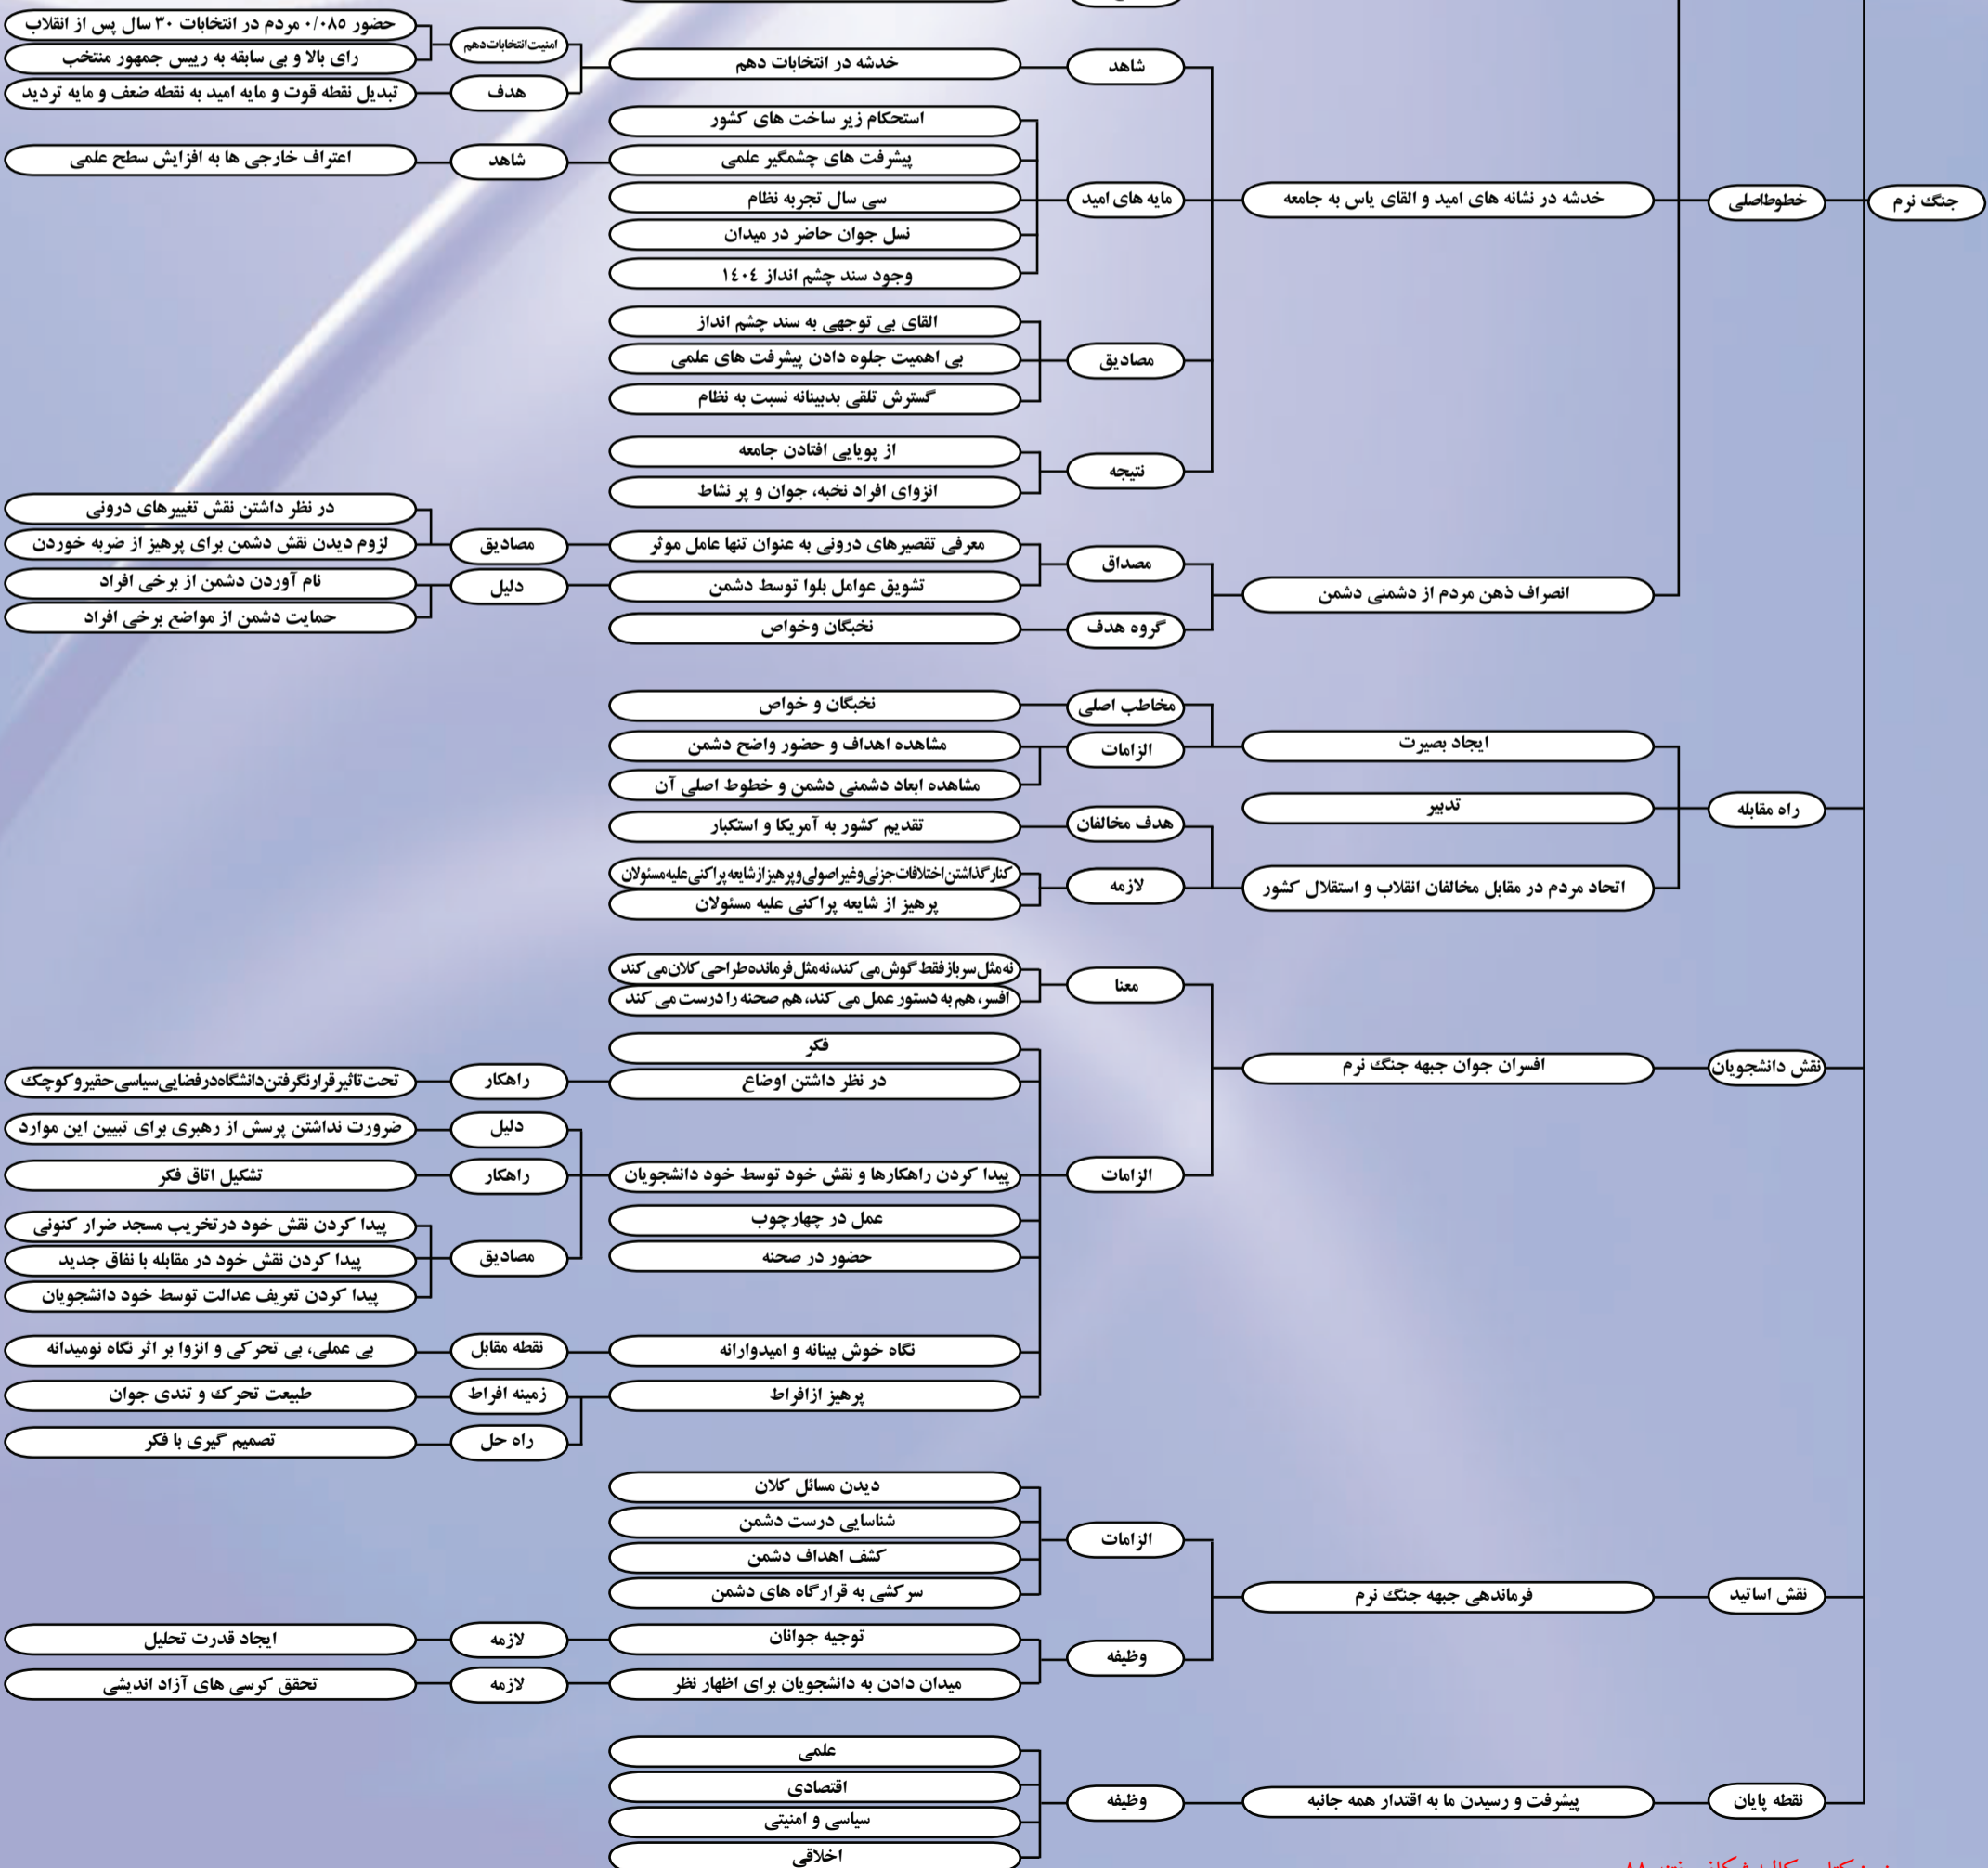 جنگ نرم
خطوط‌اصلی
خدشه در نشانه های امید و القای یاس به جامعه
شاهد
خدشه در انتخابات دهم
امنیت‌انتخابات‌دهم
حضور ۰/۰۸۵ مردم در انتخابات ۳۰ سال پس از انقلاب
رای بالا و بی سابقه به رییس جمهور منتخب
هدف
تبدیل نقطه قوت و مایه امید به نقطه ضعف و مایه تردید
مایه های امید
استحکام زیر ساخت های کشور
پیشرفت های چشمگیر علمی
شاهد
اعتراف خارجی ها به افزایش سطح علمی
سی سال تجربه نظام
نسل جوان حاضر در میدان
وجود سند چشم انداز ۱٤۰٤
مصادیق
القای بی توجهی به سند چشم انداز
بی اهمیت جلوه دادن پیشرفت های علمی
گسترش تلقی بدبینانه نسبت به نظام
نتیجه
از پویایی افتادن جامعه
انزوای افراد نخبه، جوان و پر نشاط
انصراف ذهن مردم از دشمنی دشمن
مصداق
معرفی تقصیرهای درونی به عنوان تنها عامل موثر
مصادیق
در نظر داشتن نقش تغییرهای درونی
لزوم دیدن نقش دشمن برای پرهیز از ضربه خوردن
تشویق عوامل بلوا توسط دشمن
دلیل
نام آوردن دشمن از برخی افراد
حمایت دشمن از مواضع برخی افراد
گروه هدف
نخبگان وخواص
راه مقابله
ایجاد بصیرت
مخاطب اصلی
نخبگان و خواص
الزامات
مشاهده اهداف و حضور واضح دشمن
مشاهده ابعاد دشمنی دشمن و خطوط اصلی آن
تدبیر
اتحاد مردم در مقابل مخالفان انقلاب و استقلال کشور
هدف مخالفان
تقدیم کشور به آمریکا و استکبار
لازمه
کنار گذاشتن اختلافات جزئی و غیر اصولی و پرهیز از شایعه پراکنی علیه مسئولان
پرهیز از شایعه پراکنی علیه مسئولان
نقش دانشجویان
افسران جوان جبهه جنگ نرم
معنا
نه مثل سرباز فقط گوش می کند، نه مثل فرمانده طراحی کلان می کند
افسر، هم به دستور عمل می کند، هم صحنه را درست می کند
الزامات
فکر
در نظر داشتن اوضاع
راهکار
تحت تاثیر قرار نگرفتن دانشگاه در فضایی سیاسی حقیر و کوچک
پیدا کردن راهکارها و نقش خود توسط خود دانشجویان
دلیل
ضرورت نداشتن پرسش از رهبری برای تبیین این موارد
راهکار
تشکیل اتاق فکر
مصادیق
پیدا کردن نقش خود درتخریب مسجد ضرار کنونی
پیدا کردن نقش خود در مقابله با نفاق جدید
پیدا کردن تعریف عدالت توسط خود دانشجویان
عمل در چهارچوب
حضور در صحنه
نگاه خوش بینانه و امیدوارانه
نقطه مقابل
بی عملی، بی تحرکی و انزوا بر اثر نگاه نومیدانه
پرهیز ازافراط
زمینه افراط
طبیعت تحرک و تندی جوان
راه حل
تصمیم گیری با فکر
نقش اساتید
فرماندهی جبهه جنگ نرم
الزامات
دیدن مسائل کلان
شناسایی درست دشمن
کشف اهداف دشمن
سرکشی به قرارگاه های دشمن
وظیفه
توجیه جوانان
لازمه
ایجاد قدرت تحلیل
میدان دادن به دانشجویان برای اظهار نظر
لازمه
تحقق کرسی های آزاد اندیشی
نقطه پایان
پیشرفت و رسیدن ما به اقتدار همه جانبه
وظیفه
علمی
اقتصادی
سیاسی و امنیتی
اخلاقی